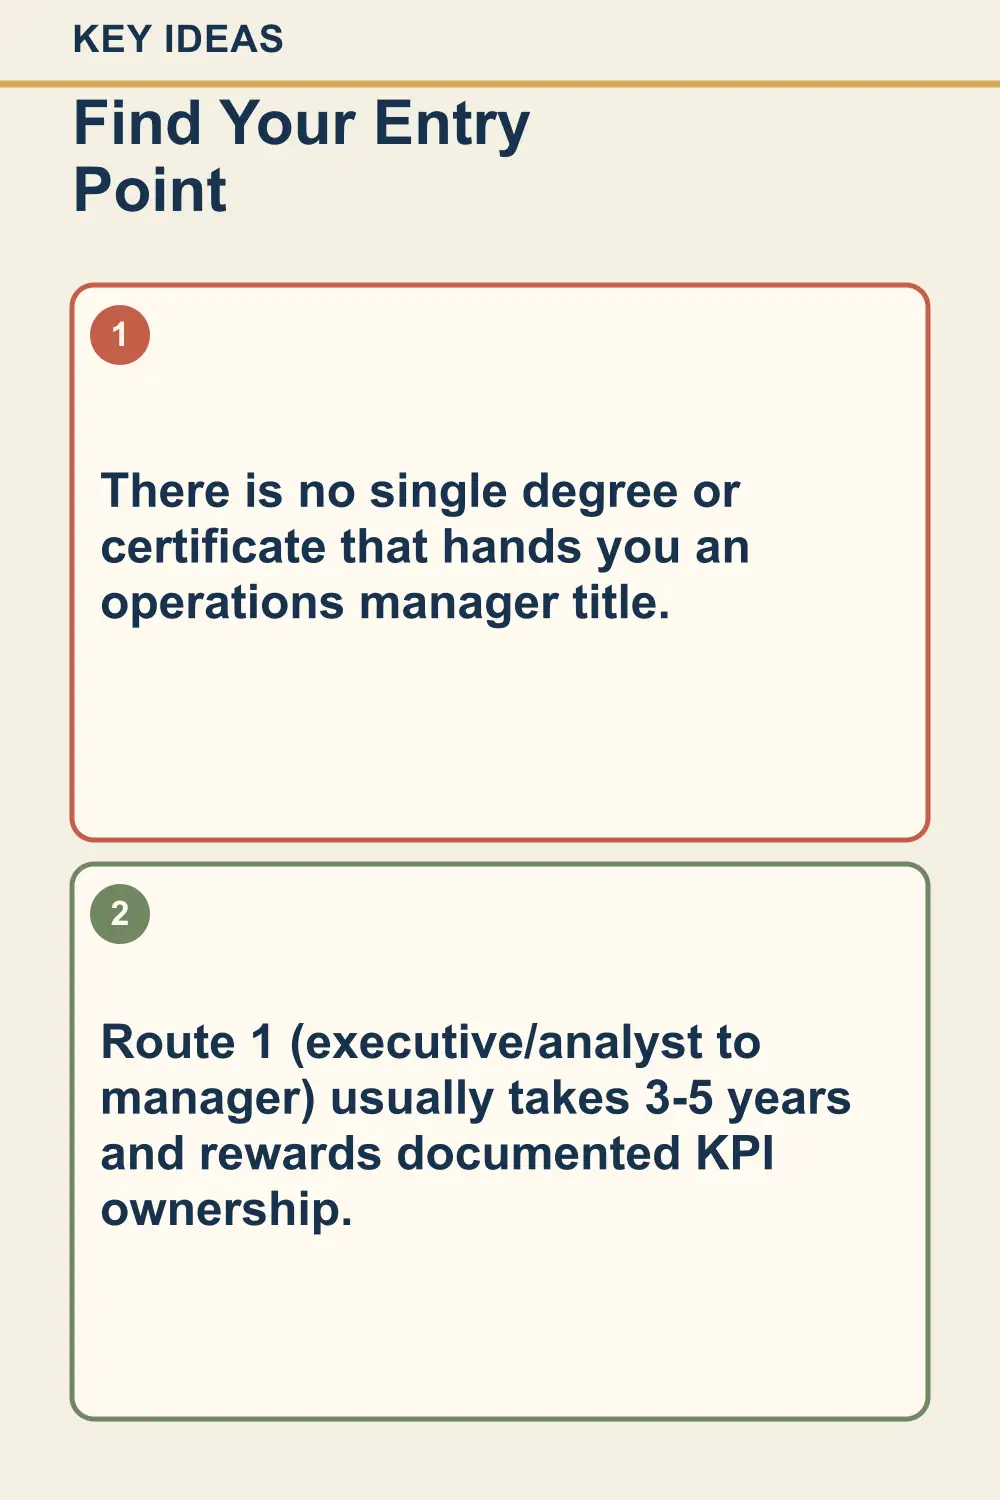 KEY IDEAS
Find Your Entry
Point
1
There is no single degree or
certificate that hands you an
operations manager title.
2
Route 1 (executive/analyst to
manager) usually takes 3-5 years
and rewards documented KPI
ownership.